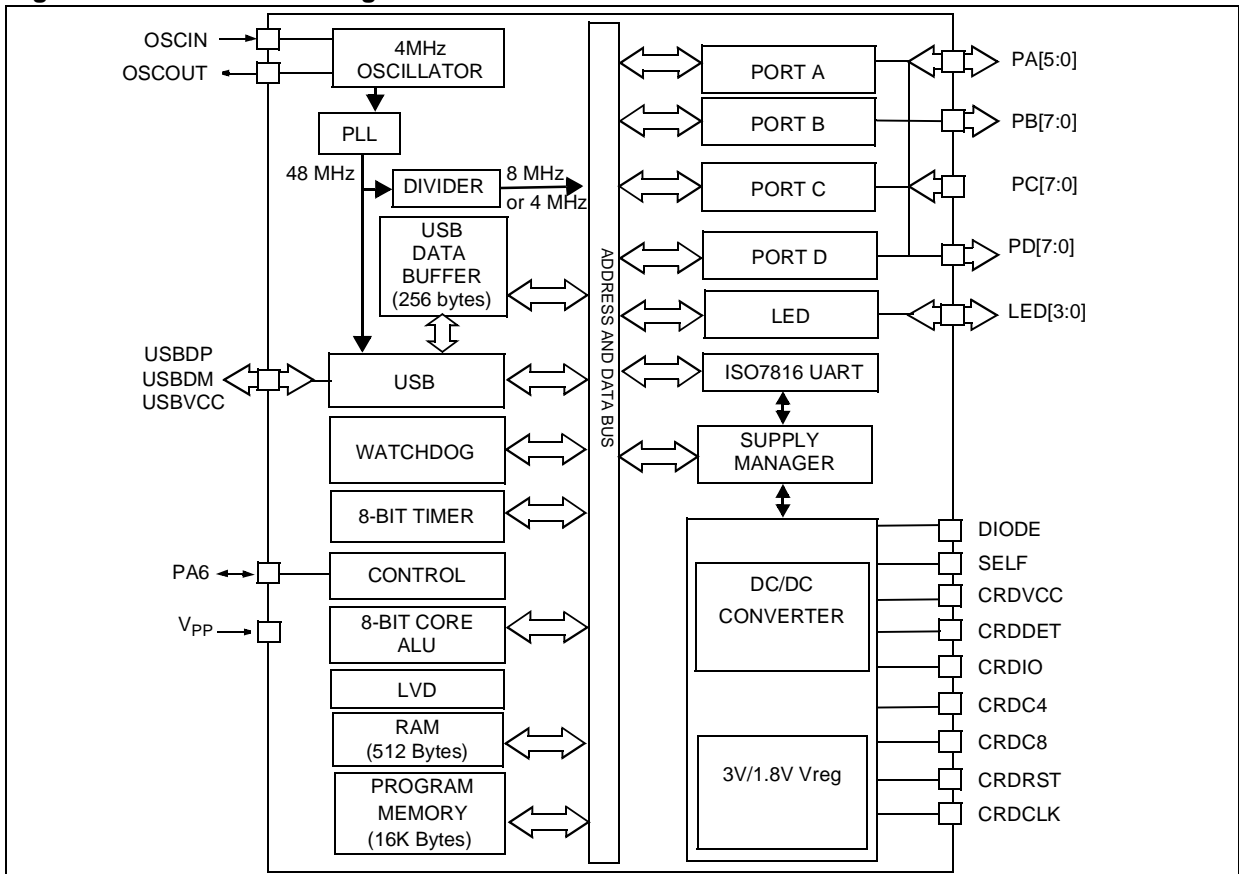 OSCIN
OSCOUT
4MHz
OSCILLATOR
PLL
48 MHz
DIVIDER
8 MHz
or 4 MHz
USB
DATA
BUFFER
(256 bytes)
USBDP
USBDM
USBVCC
USB
WATCHDOG
8-BIT TIMER
PA6
CONTROL
VPP
8-BIT CORE
ALU
LVD
RAM
(512 Bytes)
PROGRAM
MEMORY
(16K Bytes)
ADDRESS AND DATA BUS
PORT A
PA[5:0]
PORT B
PB[7:0]
PORT C
PC[7:0]
PORT D
PD[7:0]
LED
LED[3:0]
ISO7816 UART
SUPPLY
MANAGER
DC/DC
CONVERTER
3V/1.8V Vreg
DIODE
SELF
CRDVCC
CRDDET
CRDIO
CRDC4
CRDC8
CRDRST
CRDCLK